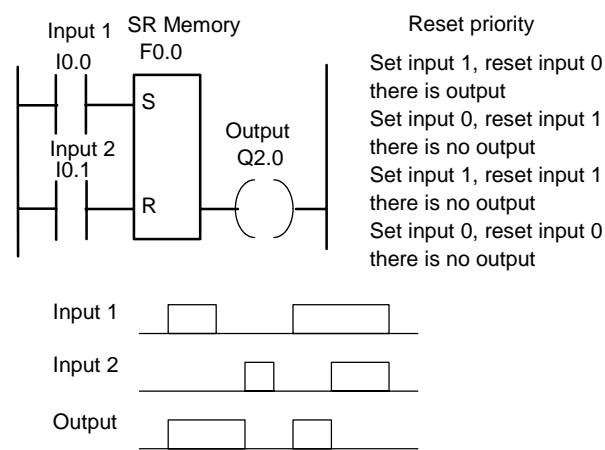 Input 1
I0.0
SR Memory
F0.0
Reset priority
S
Input 2
I0.1
R
Output
Q2.0
Set input 1, reset input 0
there is output
Set input 0, reset input 1
there is no output
Set input 1, reset input 1
there is no output
Set input 0, reset input 0
there is no output
Input 1
Input 2
Output